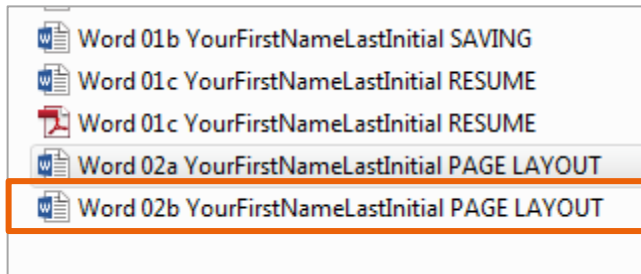 Word 01b YourFirstNameLastInitial SAVING
Word 01c YourFirstNameLastInitial RESUME
Word 01c YourFirstNameLastInitial RESUME
Word 02a YourFirstNameLastInitial PAGE LAYOUT
Word 02b YourFirstNameLastInitial PAGE LAYOUT